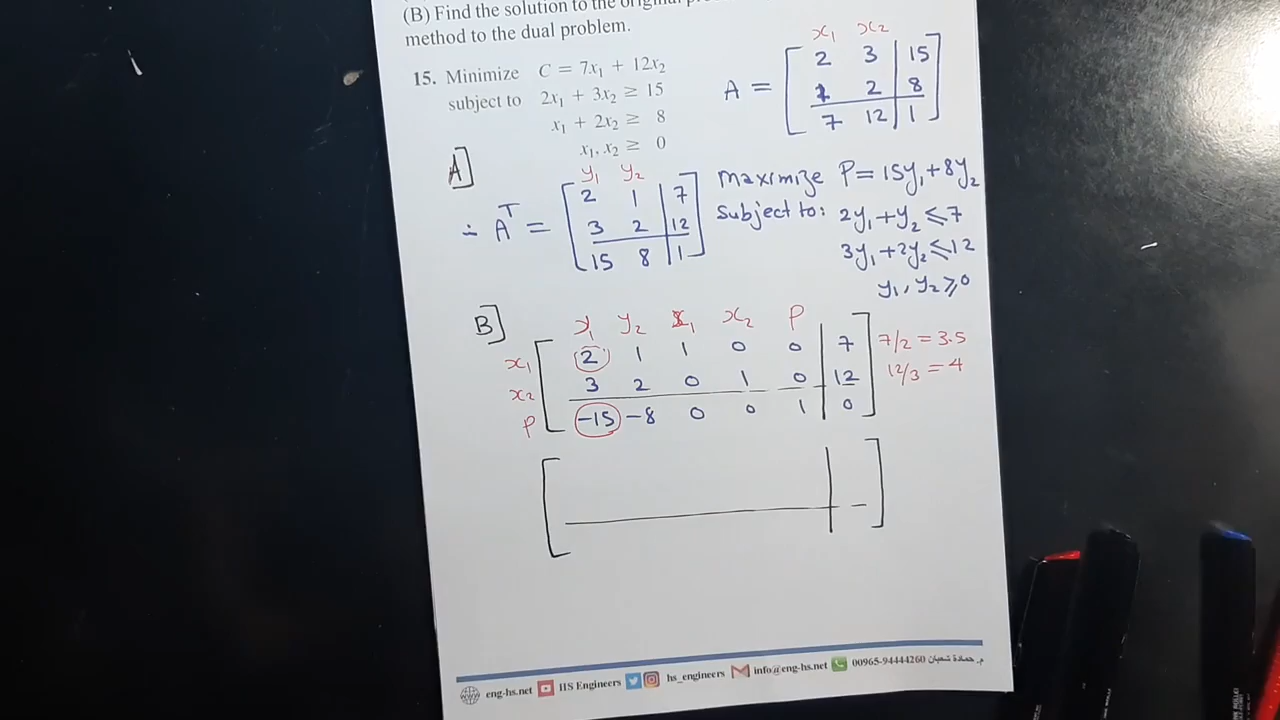 (B) Find the solution to the original
method to the dual problem.
15. Minimize C = 7x₁ + 12x₂
subject to 2x₁ + 3x₂ ≥ 15
x₁ + 2x₂ ≥ 8
x₁, x₂ ≥ 0
x₁ x₂
A = [ 2 3 | 15
1 2 | 8
7 12 | 1 ]
A]
y₁ y₂
∴ Aᵀ = [ 2 1 | 7
3 2 | 12
15 8 | 1 ]
Maximize P = 15y₁+8y₂
Subject to: 2y₁+y₂ ≤ 7
3y₁+2y₂ ≤ 12
y₁, y₂ ≥ 0
B]
y₁ y₂ x₁ x₂ P
x₁ [ 2 1 1 0 0 | 7 ] 7/2 = 3.5
x₂ 3 2 0 1 0 | 12 12/3 = 4
P -15 -8 0 0 1 | 0
eng-hs.net HS Engineers hs_engineers info@eng-hs.net 00965-94444260 م. حمادة شعبان